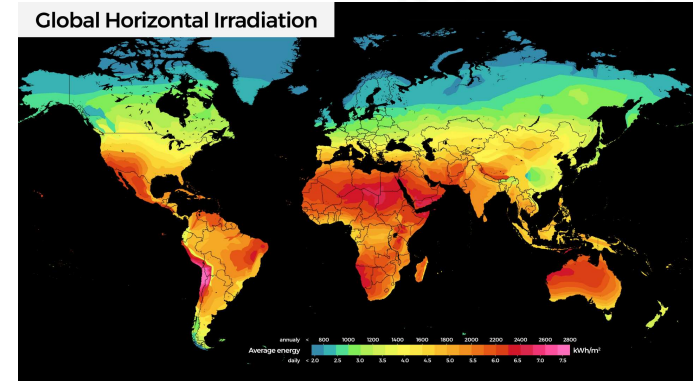 Global Horizontal Irradiation
annualy < 800 1000 1200 1400 1600 1800 2000 2200 2400 2600 2800
Average energy kWh/m²
daily < 2.0 2.5 3.0 3.5 4.0 4.5 5.0 5.5 6.0 6.5 7.0 7.5